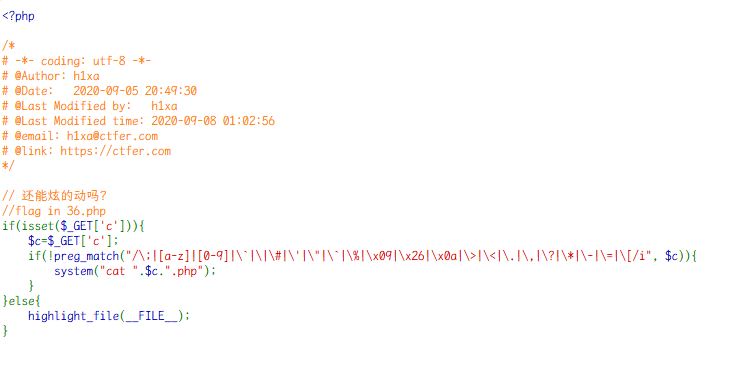 <?php
/*
# -*- coding: utf-8 -*-
# @Author: h1xa
# @Date:   2020-09-05 20:49:30
# @Last Modified by:   h1xa
# @Last Modified time: 2020-09-08 01:02:56
# @email: h1xa@ctfer.com
# @link: https://ctfer.com
*/
// 还能炫的动吗?
//flag in 36.php
if(isset($_GET['c'])){
    $c=$_GET['c'];
    if(!preg_match("/\;|[a-z]|[0-9]|\`|\|\#|\'|\"|\`|\%|\x09|\x26|\x0a|\>|\<|\.|\,|\?|\*|\-|\=|\[/i", $c)){
        system("cat ".$c.".php");
    }
}else{
    highlight_file(__FILE__);
}